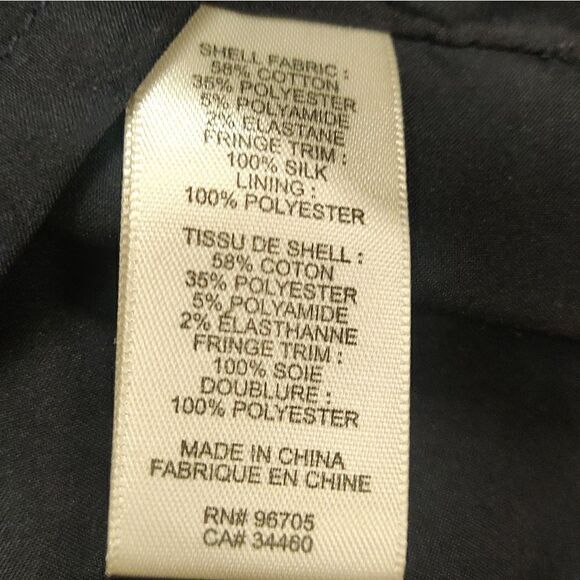 SHELL FABRIC :
58% COTTON
35% POLYESTER
5% POLYAMIDE
2% ELASTANE
FRINGE TRIM :
100% SILK
LINING :
100% POLYESTER
TISSU DE SHELL :
58% COTON
35% POLYESTER
5% POLYAMIDE
2% ÉLASTHANNE
FRINGE TRIM :
100% SOIE
DOUBLURE :
100% POLYESTER
MADE IN CHINA
FABRIQUE EN CHINE
RN# 96705
CA# 34460